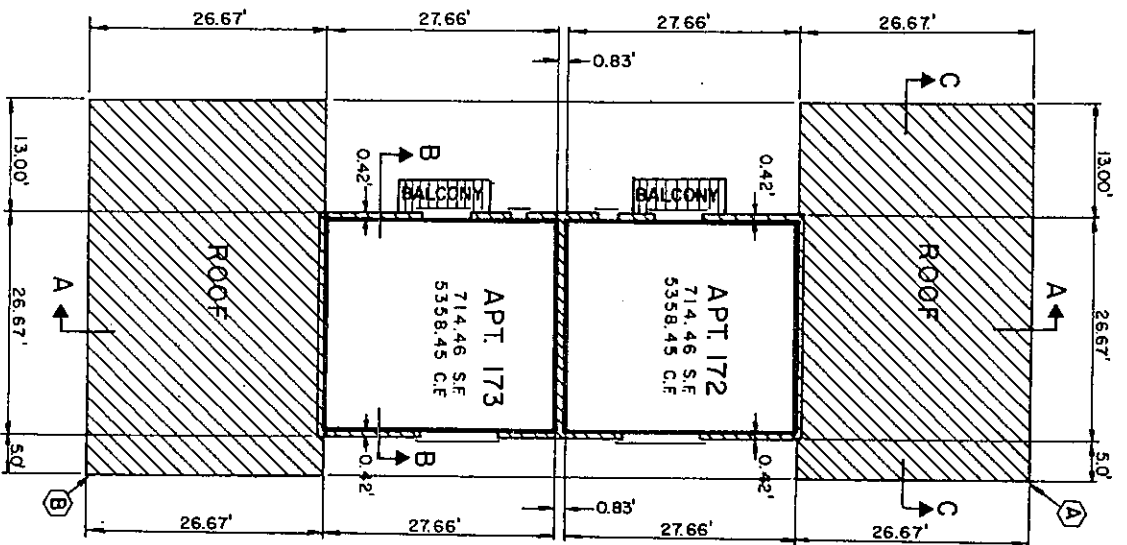 26.67'
27.66'
27.66'
26.67'
0.83'
C
13.00'
13.00'
B
0.42'
0.42'
BALCONY
BALCONY
ROOF
ROOF
A
A
26.67'
26.67'
APT. 173
714.46 S.F.
5358.45 C.F.
APT. 172
714.46 S.F.
5358.45 C.F.
0.42'
0.42'
B
C
5.0'
5.0'
B
A
0.83'
26.67'
27.66'
27.66'
26.67'